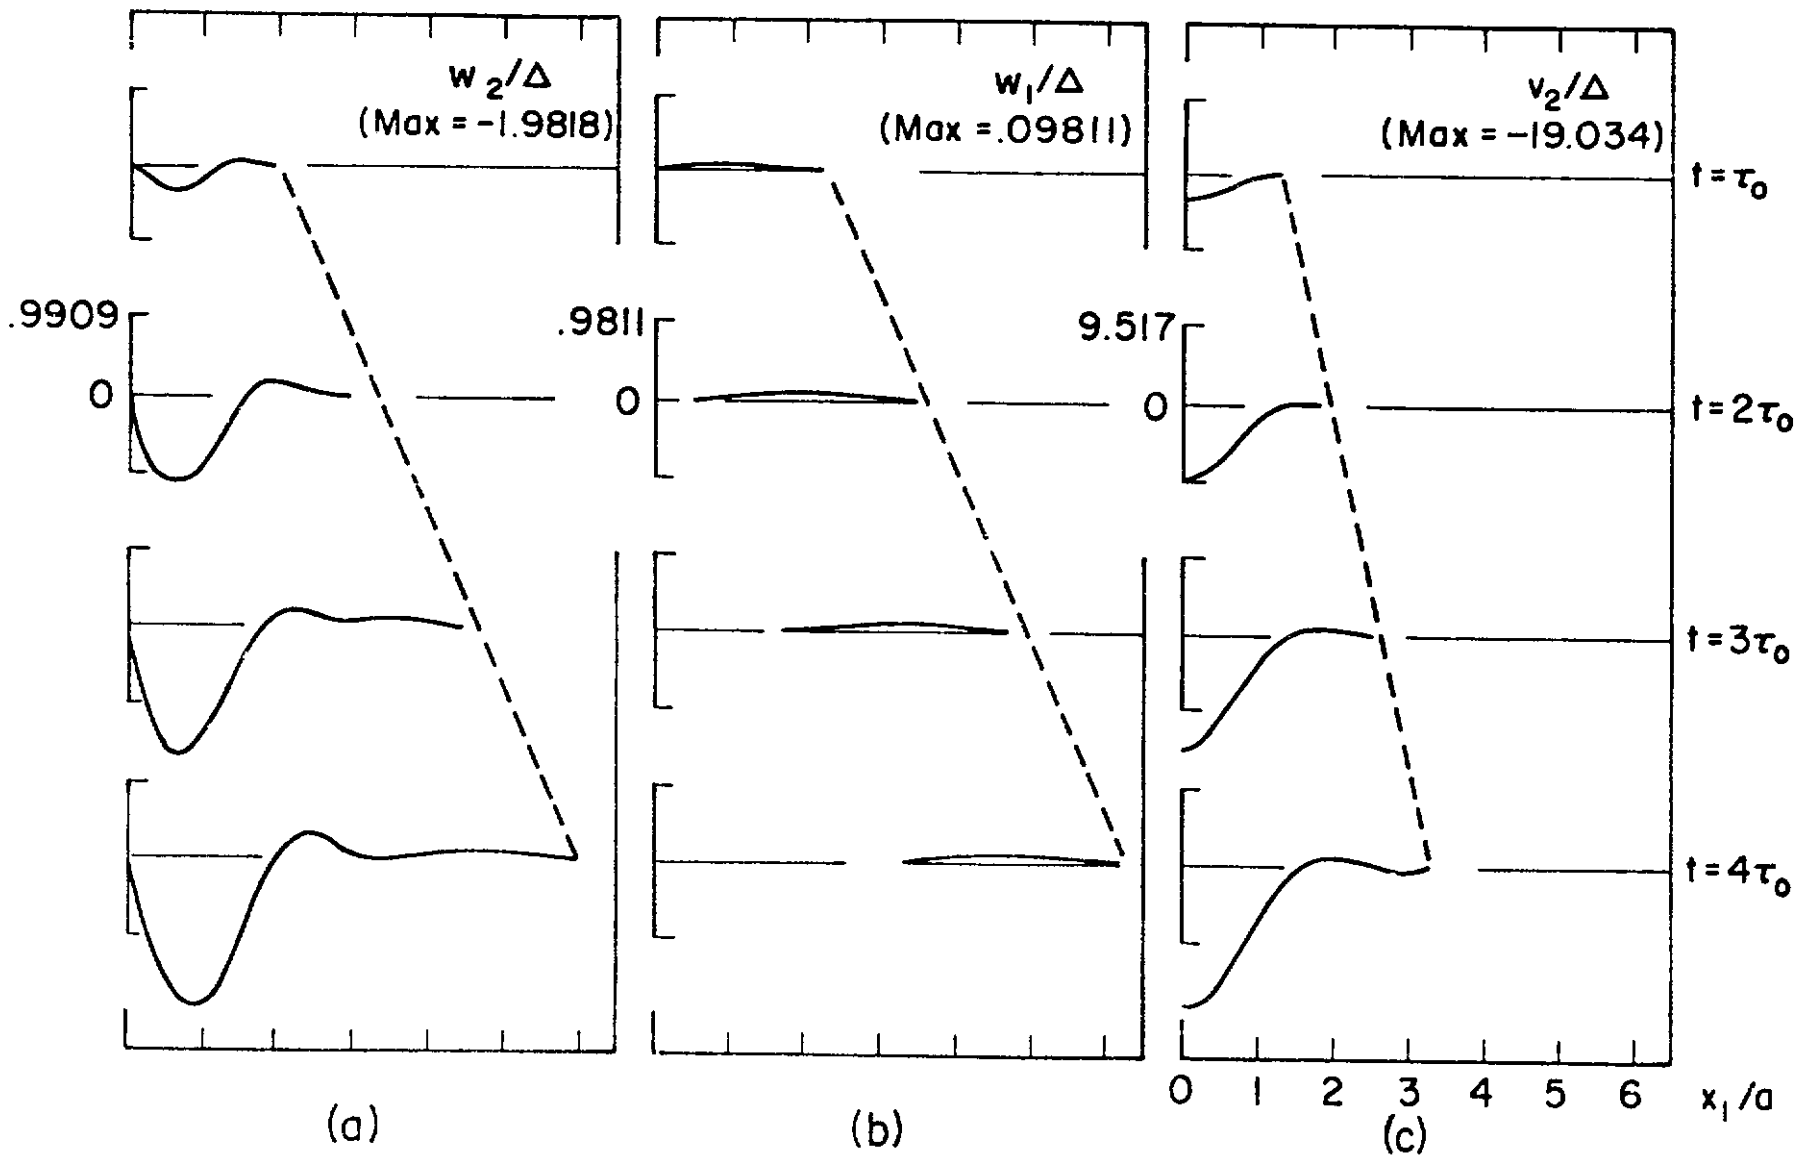 w₂/Δ
(Max = -1.9818)
w₁/Δ
(Max = .09811)
v₂/Δ
(Max = -19.034)
t = τ₀
.9909
.9811
9.517
0
0
0
t = 2τ₀
t = 3τ₀
t = 4τ₀
0 1 2 3 4 5 6 x₁/a
(a)
(b)
(c)